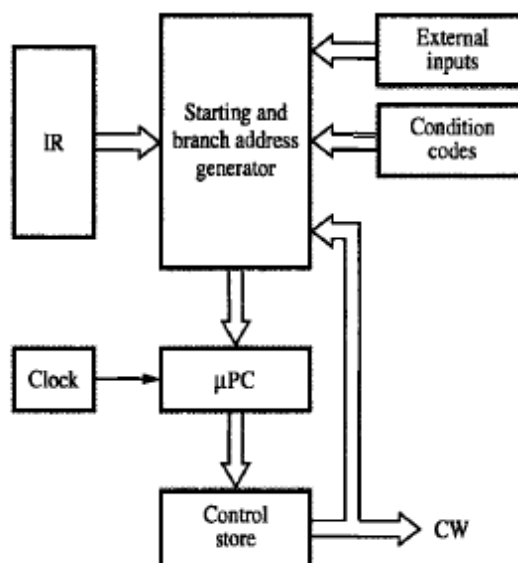 External
inputs
Starting and
branch address
generator
IR
Condition
codes
Clock
μPC
Control
store
CW